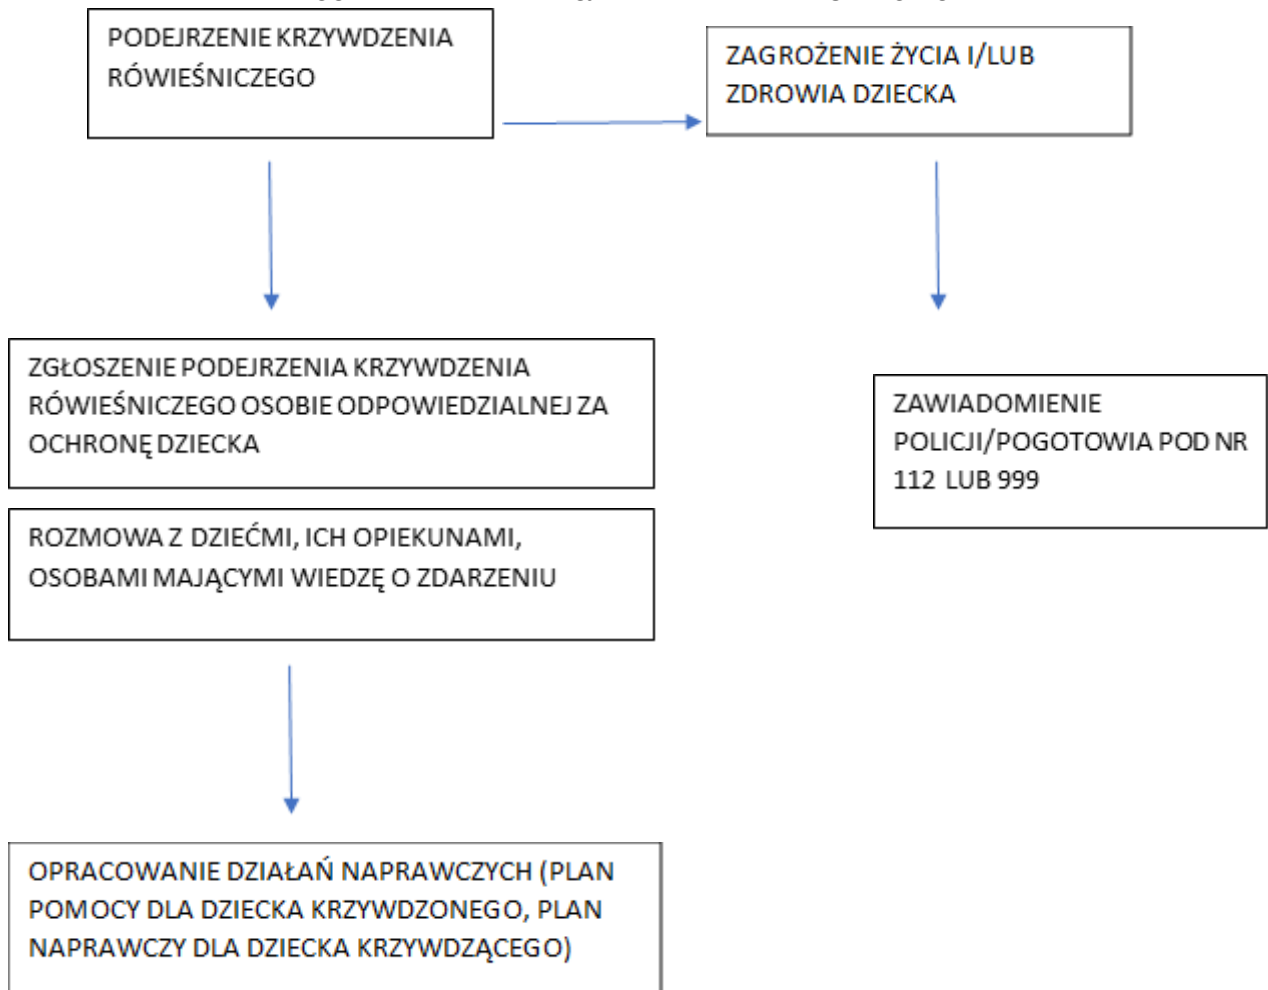 PODEJRZENIE KRZYWDZENIA
RÓWIEŚNICZEGO
ZAGROŻENIE ŻYCIA I/LUB
ZDROWIA DZIECKA
ZGŁOSZENIE PODEJRZENIA KRZYWDZENIA
RÓWIEŚNICZEGO OSOBIE ODPOWIEDZIALNEJ ZA
OCHRONĘ DZIECKA
ZAWIADOMIENIE
POLICJI/POGOTOWIA POD NR
112 LUB 999
ROZMOWA Z DZIEĆMI, ICH OPIEKUNAMI,
OSOBAMI MAJĄCYMI WIEDZĘ O ZDARZENIU
OPRACOWANIE DZIAŁAŃ NAPRAWCZYCH (PLAN
POMOCY DLA DZIECKA KRZYWDZONEGO, PLAN
NAPRAWCZY DLA DZIECKA KRZYWDZĄCEGO)